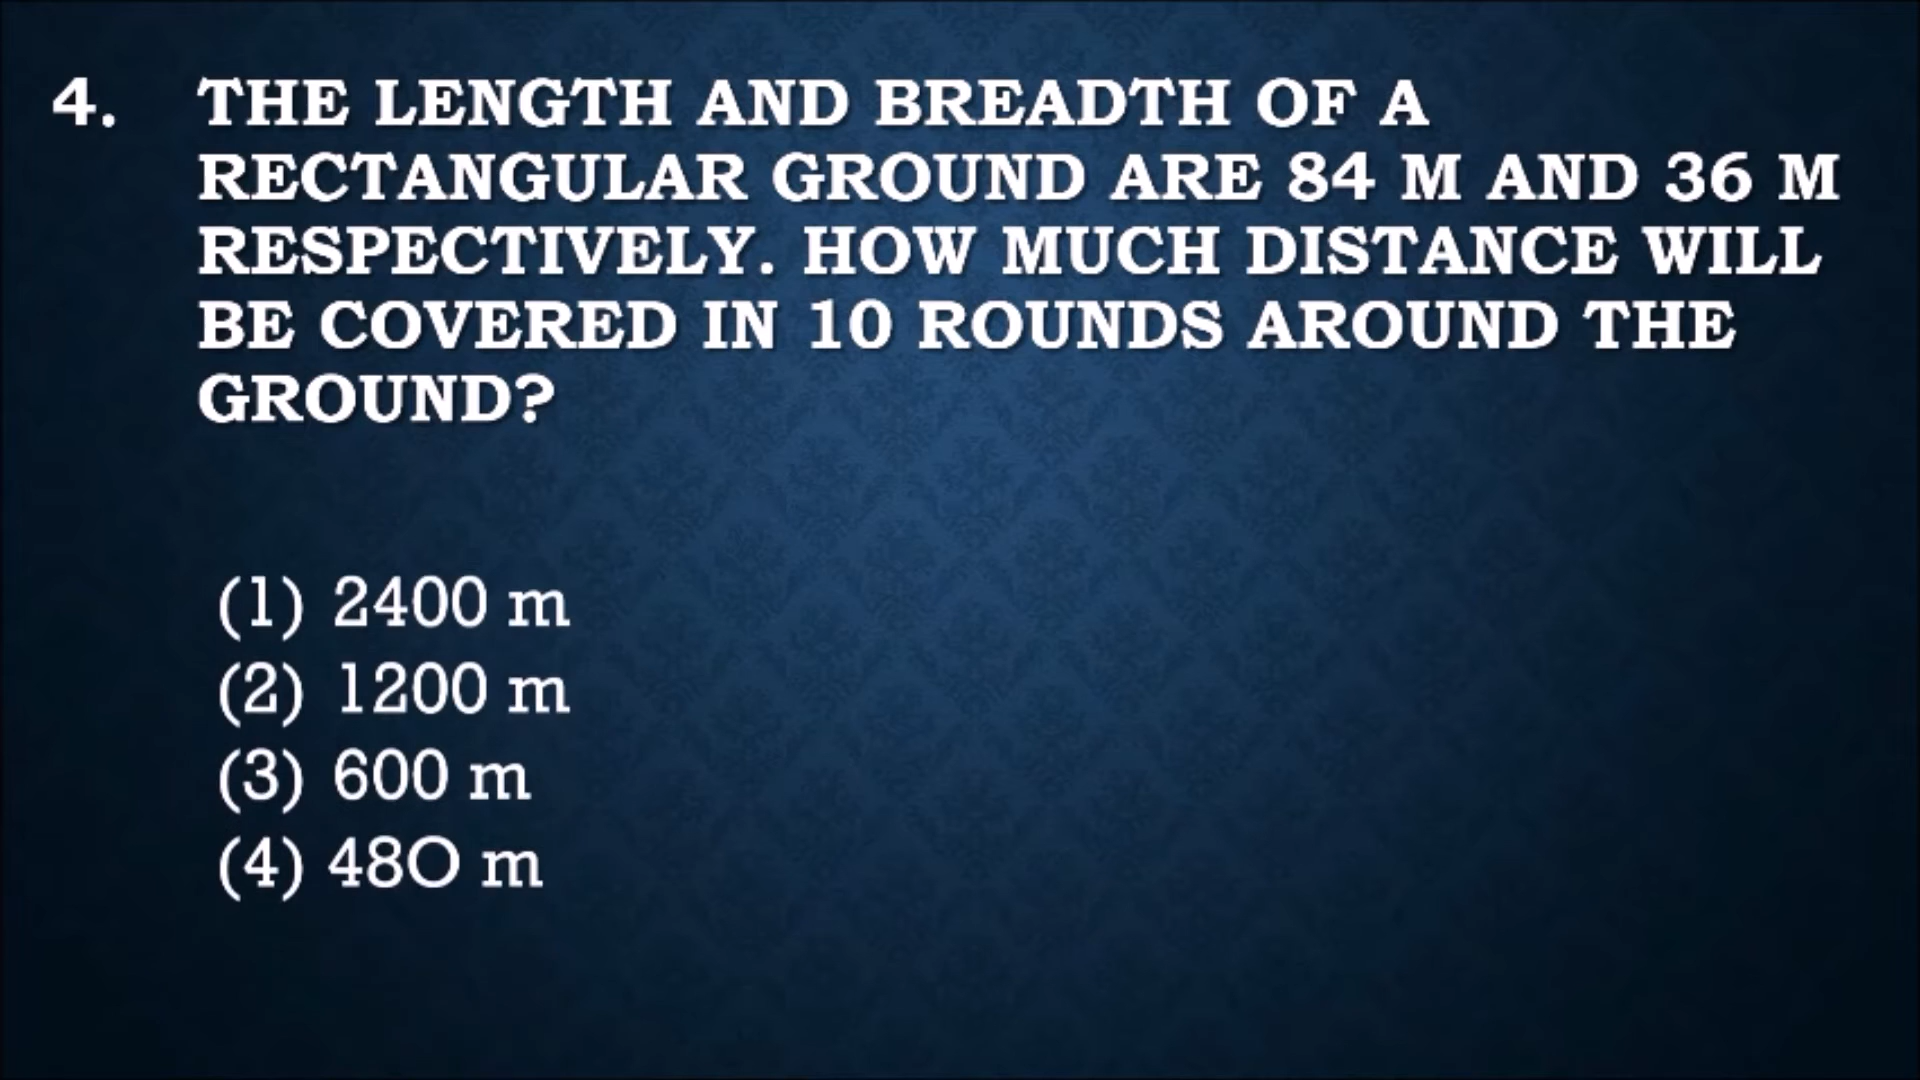 4. THE LENGTH AND BREADTH OF A
RECTANGULAR GROUND ARE 84 M AND 36 M
RESPECTIVELY. HOW MUCH DISTANCE WILL
BE COVERED IN 10 ROUNDS AROUND THE
GROUND?
(1) 2400 m
(2) 1200 m
(3) 600 m
(4) 48O m